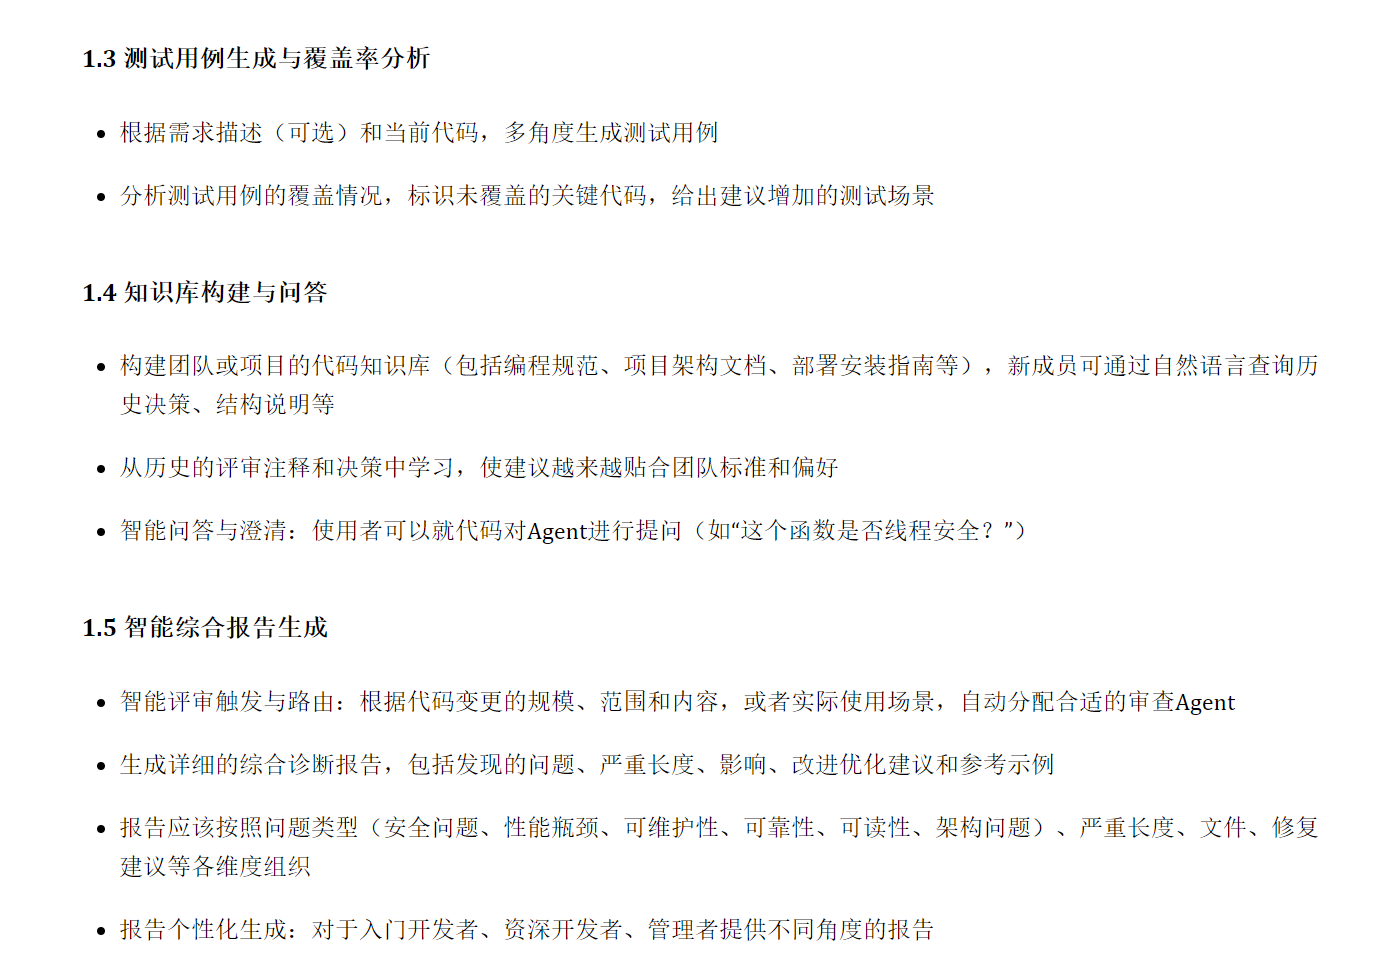 1.3 测试用例生成与覆盖率分析
• 根据需求描述（可选）和当前代码，多角度生成测试用例
• 分析测试用例的覆盖情况，标识未覆盖的关键代码，给出建议增加的测试场景
1.4 知识库构建与问答
• 构建团队或项目的代码知识库（包括编程规范、项目架构文档、部署安装指南等），新成员可通过自然语言查询历
史决策、结构说明等
• 从历史的评审注释和决策中学习，使建议越来越贴合团队标准和偏好
• 智能问答与澄清：使用者可以就代码对Agent进行提问（如“这个函数是否线程安全？”）
1.5 智能综合报告生成
• 智能评审触发与路由：根据代码变更的规模、范围和内容，或者实际使用场景，自动分配合适的审查Agent
• 生成详细的综合诊断报告，包括发现的问题、严重长度、影响、改进优化建议和参考示例
• 报告应该按照问题类型（安全问题、性能瓶颈、可维护性、可靠性、可读性、架构问题）、严重长度、文件、修复
建议等各维度组织
• 报告个性化生成：对于入门开发者、资深开发者、管理者提供不同角度的报告